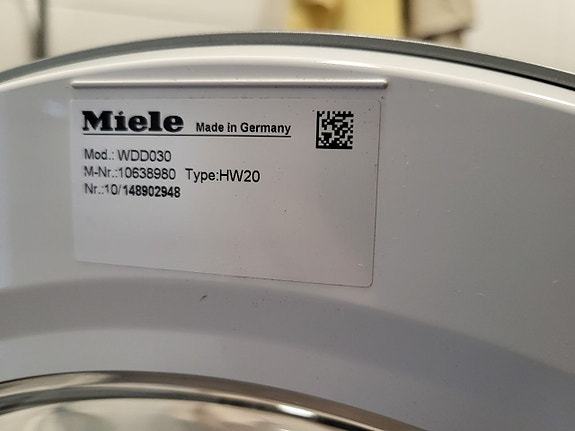 Miele Made in Germany
Mod.: WDD030
M-Nr.:10638980 Type:HW20
Nr.:10/148902948